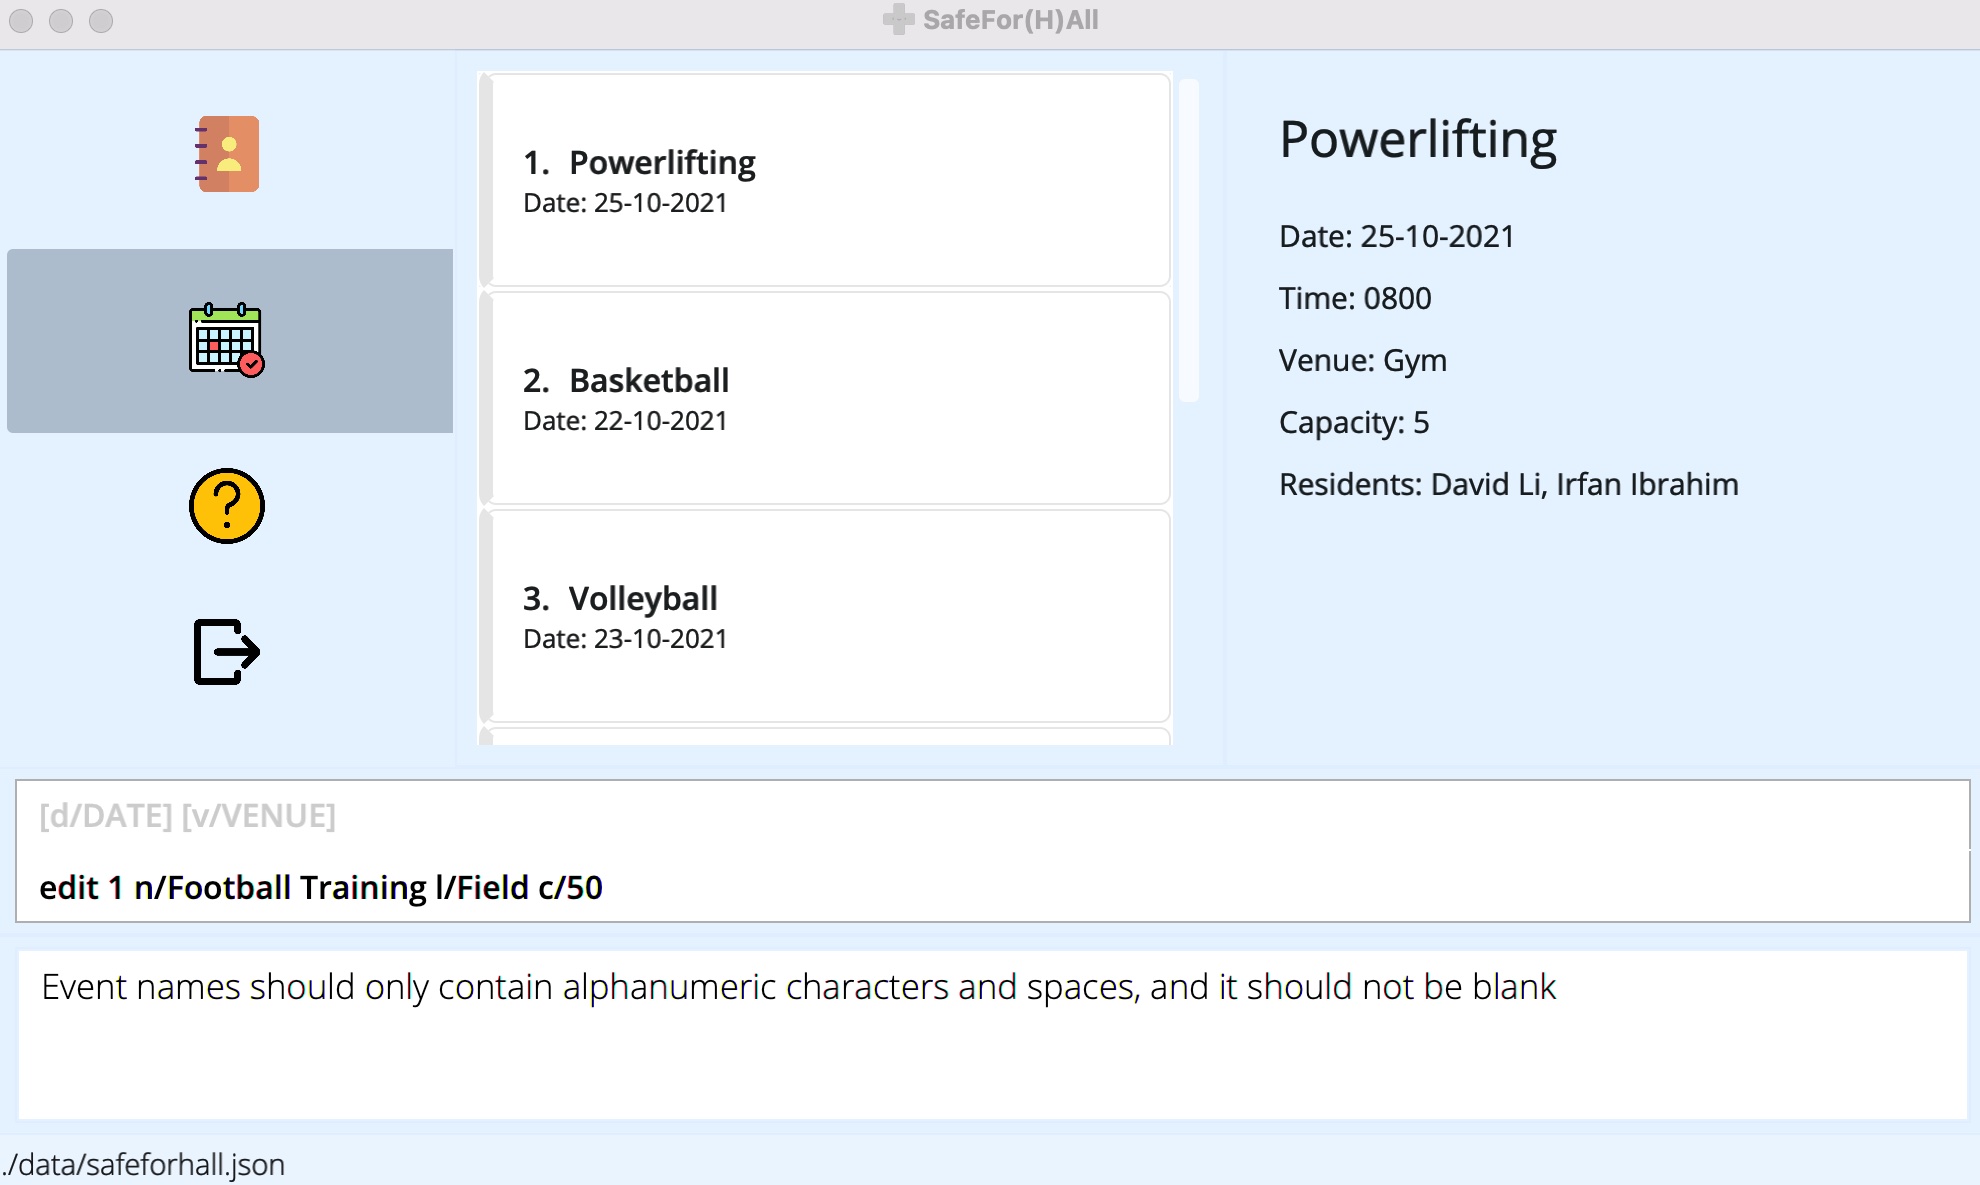 SafeFor(H)All
1. Powerlifting
Date: 25-10-2021
2. Basketball
Date: 22-10-2021
3. Volleyball
Date: 23-10-2021
Powerlifting
Date: 25-10-2021
Time: 0800
Venue: Gym
Capacity: 5
Residents: David Li, Irfan Ibrahim
[d/DATE] [v/VENUE]
edit 1 n/Football Training l/Field c/50
Event names should only contain alphanumeric characters and spaces, and it should not be blank
./data/safeforhall.json